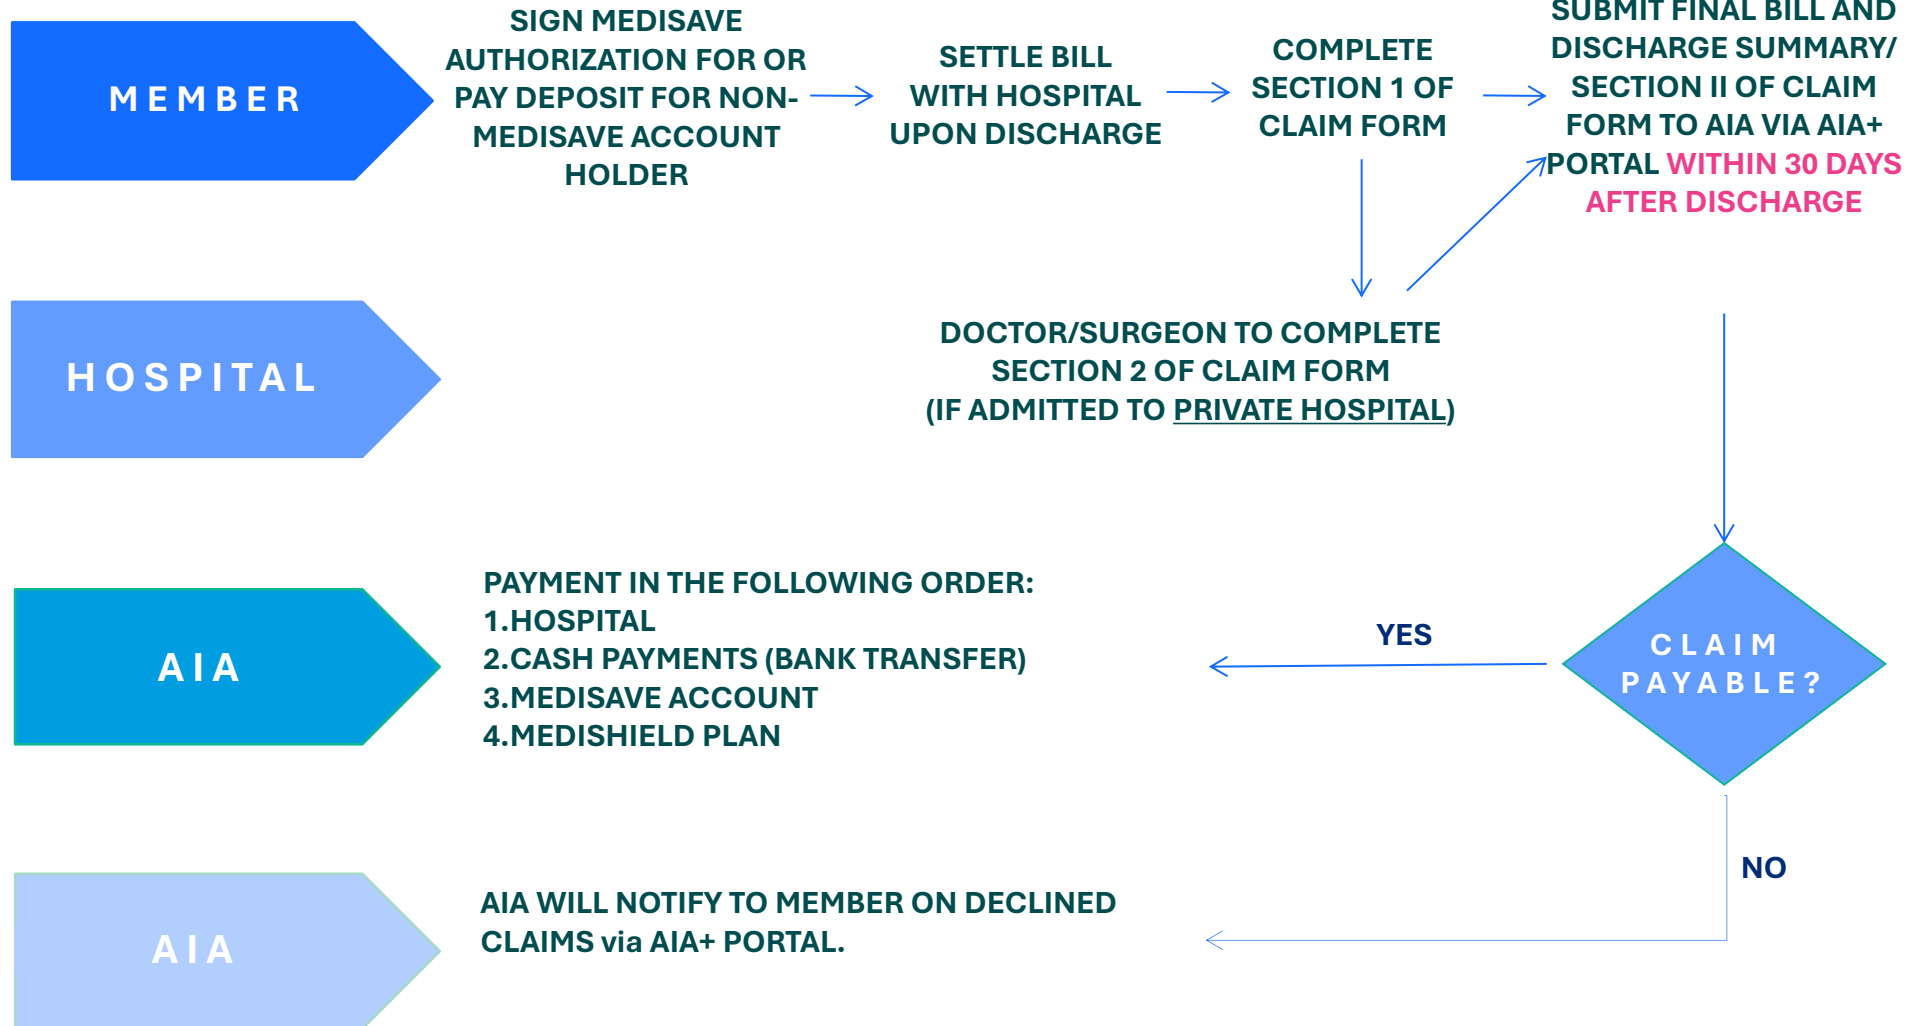 MEMBER
SIGN MEDISAVE
AUTHORIZATION FOR OR
PAY DEPOSIT FOR NON-
MEDISAVE ACCOUNT
HOLDER
SETTLE BILL
WITH HOSPITAL
UPON DISCHARGE
COMPLETE
SECTION 1 OF
CLAIM FORM
SUBMIT FINAL BILL AND
DISCHARGE SUMMARY/
SECTION II OF CLAIM
FORM TO AIA VIA AIA+
PORTAL WITHIN 30 DAYS
AFTER DISCHARGE
HOSPITAL
DOCTOR/SURGEON TO COMPLETE
SECTION 2 OF CLAIM FORM
(IF ADMITTED TO PRIVATE HOSPITAL)
AIA
PAYMENT IN THE FOLLOWING ORDER:
1.HOSPITAL
2.CASH PAYMENTS (BANK TRANSFER)
3.MEDISAVE ACCOUNT
4.MEDISHIELD PLAN
YES
CLAIM
PAYABLE?
NO
AIA
AIA WILL NOTIFY TO MEMBER ON DECLINED
CLAIMS via AIA+ PORTAL.